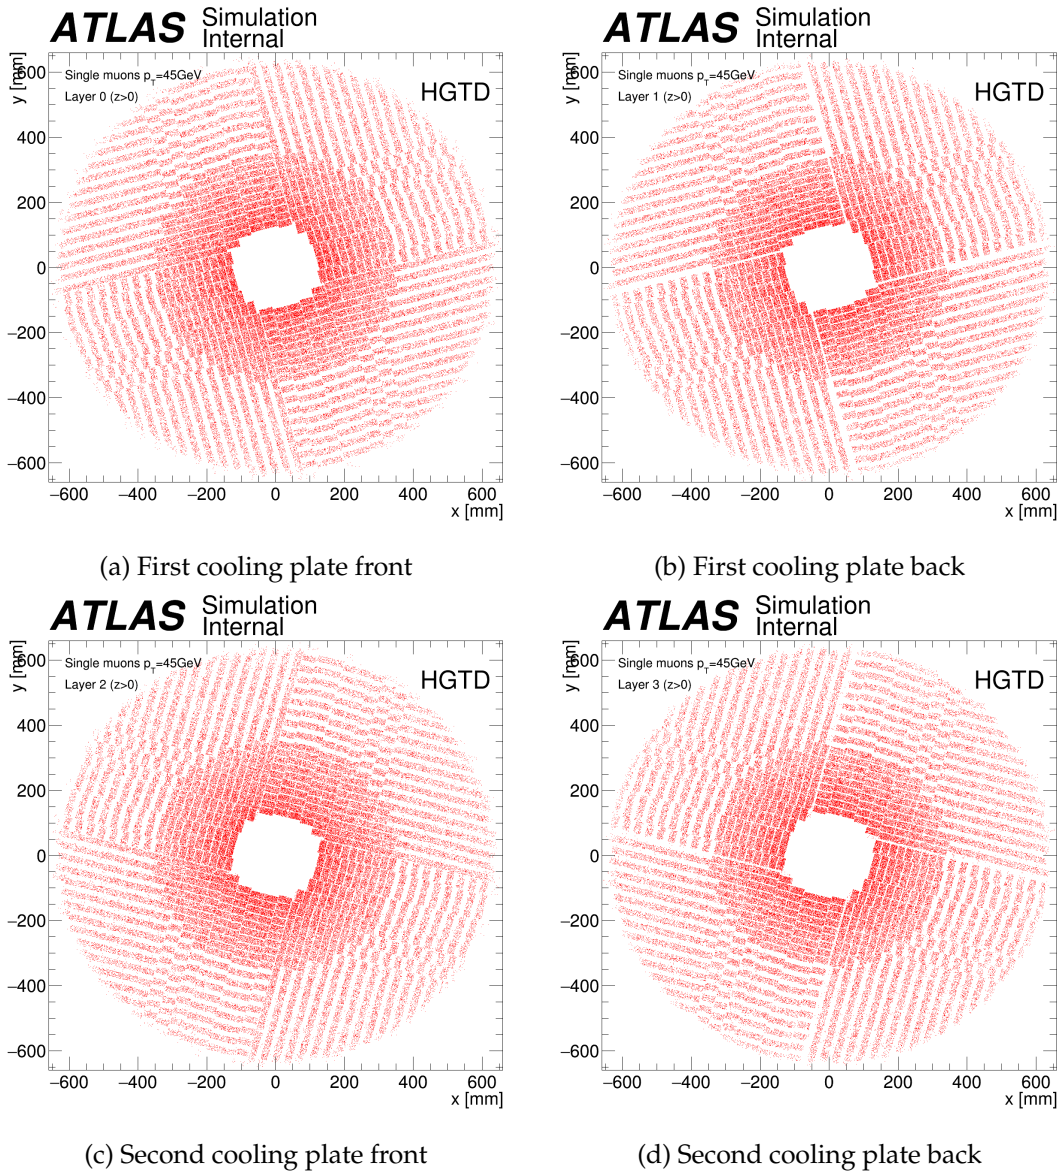 ATLAS Simulation Internal
y [mm]
600
400
200
0
−200
−400
−600
Single muons pT=45GeV
Layer 0 (z>0)
HGTD
−600 −400 −200 0 200 400 600
x [mm]
(a) First cooling plate front
ATLAS Simulation Internal
y [mm]
600
400
200
0
−200
−400
−600
Single muons pT=45GeV
Layer 1 (z>0)
HGTD
−600 −400 −200 0 200 400 600
x [mm]
(b) First cooling plate back
ATLAS Simulation Internal
y [mm]
600
400
200
0
−200
−400
−600
Single muons pT=45GeV
Layer 2 (z>0)
HGTD
−600 −400 −200 0 200 400 600
x [mm]
(c) Second cooling plate front
ATLAS Simulation Internal
y [mm]
600
400
200
0
−200
−400
−600
Single muons pT=45GeV
Layer 3 (z>0)
HGTD
−600 −400 −200 0 200 400 600
x [mm]
(d) Second cooling plate back